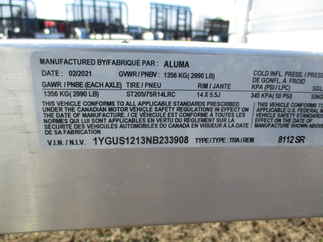 MANUFACTURED BY/FABRIQUE PAR: ALUMA
DATE: 02/2021 GVWR / PNBV: 1356 KG( 2990 LB) COLD INFL. PRESS./ PRESS
DE GONFL. A FROID
GAWR / PNBE (EACH AXLE) TIRE / PNEU RIM / JANTE KPA (PSI / LPC)
1356 KG( 2990 LB) ST205/75R14LRC 14 X 5.5J 345 KPA( 50 PSI)
THIS VEHICLE CONFORMS TO ALL APPLICABLE STANDARDS PRESCRIBED
UNDER THE CANADIAN MOTOR VEHICLE SAFETY REGULATIONS IN EFFECT ON
THE DATE OF MANUFACTURE. / CE VEHICULE EST CONFORME A TOUTES LES
NORMES QUI LUI SONT APPLICABLES EN VERTU DU REGLEMENT SUR LA
SECURITE DES VEHICULES AUTOMOBILES DU CANADA EN VIGUEUR A LA DATE
DE SA FABRICATION
V.I.N. / N.I.V. 1YGUS1213NB233908 TYPE / TYPE: TRA / REM 8112 SR